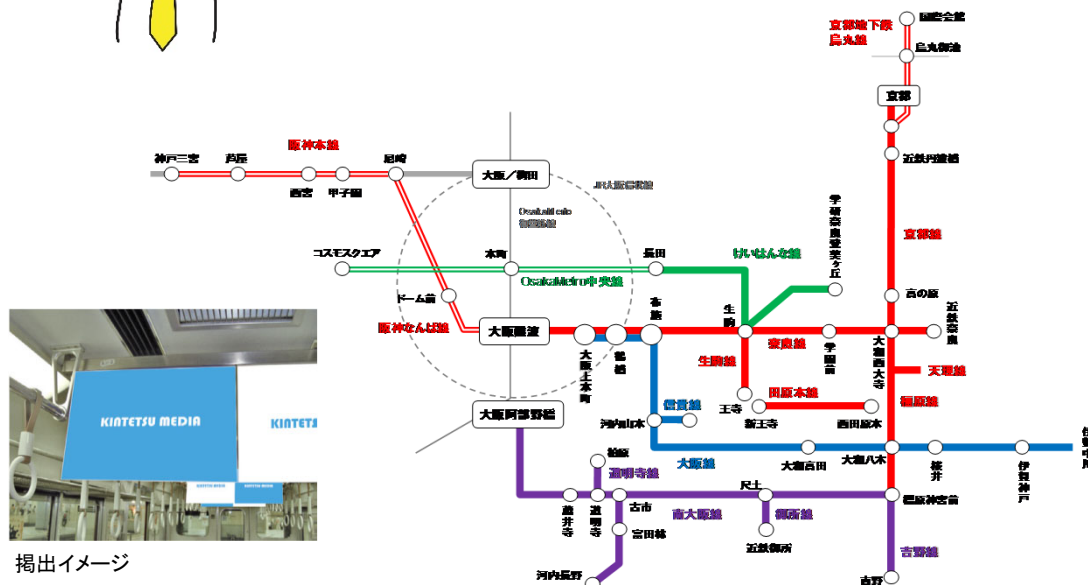 国際会館
京都地下鉄
烏丸線
烏丸御池
京都
近鉄丹波橋
阪神本線
神戸三宮
芦屋
西宮
甲子園
尼崎
大阪／梅田
JR大阪環状線
OsakaMetro
御堂筋線
学研奈良登美ヶ丘
京都線
コスモスクエア
本町
長田
けいはんな線
OsakaMetro中央線
高の原
ドーム前
阪神なんば線
大阪難波
布施
生駒
近鉄奈良
大阪上本町
鶴橋
奈良線
学園前
大和西大寺
生駒線
天理線
王寺
田原本線
橿原線
新王寺
西田原本
信貴線
河内山本
大阪阿部野橋
大阪線
大和高田
大和八木
桜井
伊賀神戸
伊勢中川
柏原
道明寺線
藤井寺
道明寺
古市
南大阪線
尺土
御所線
橿原神宮前
富田林
近鉄御所
河内長野
吉野線
吉野
KINTETSU MEDIA
KINTETS
掲出イメージ